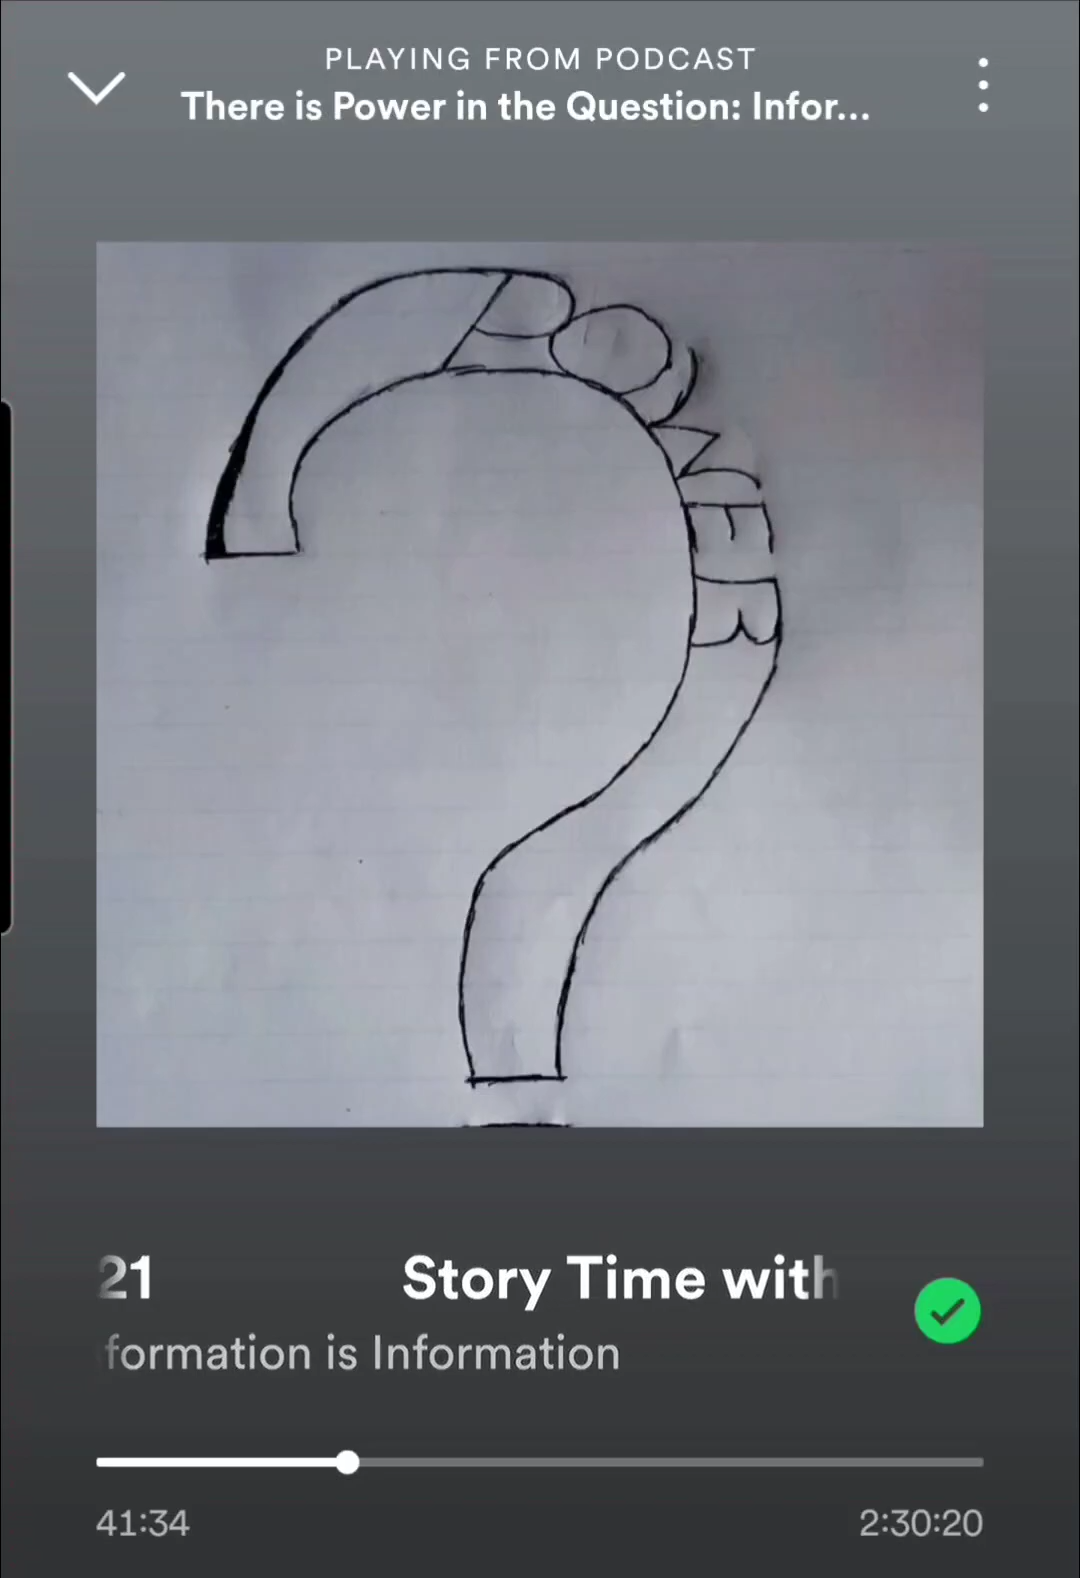 PLAYING FROM PODCAST
There is Power in the Question: Infor...
POWER
21 Story Time with
formation is Information
41:34 2:30:20